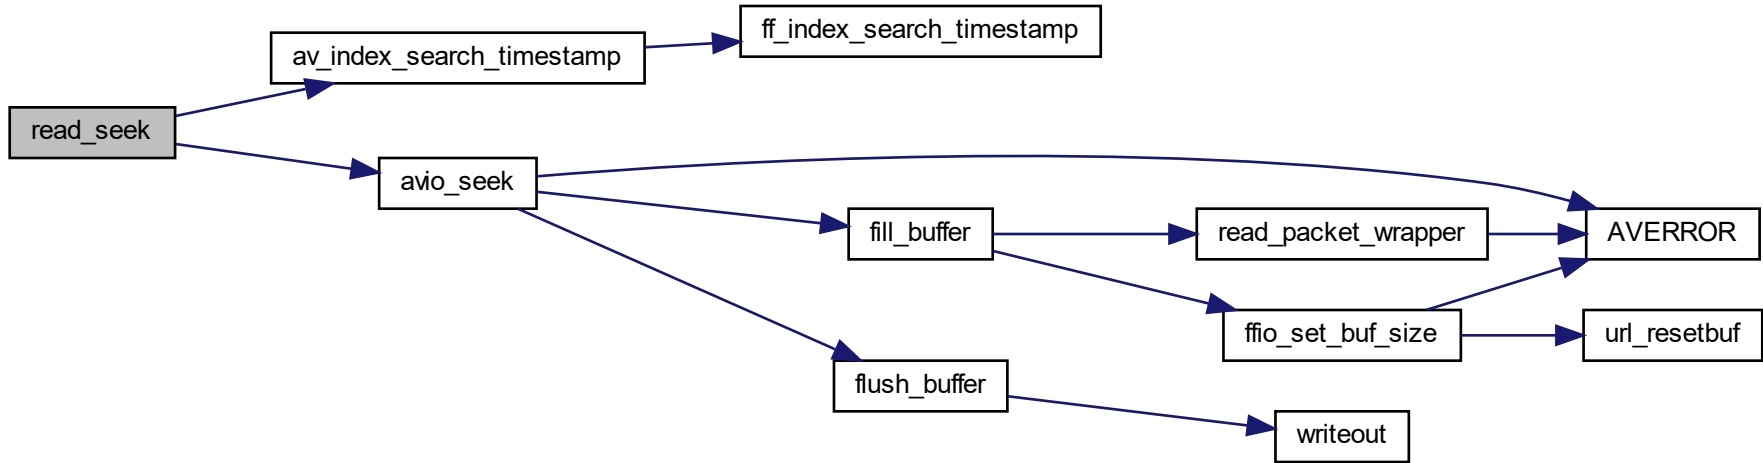 ff_index_search_timestamp
av_index_search_timestamp
read_seek
avio_seek
fill_buffer
read_packet_wrapper
AVERROR
ffio_set_buf_size
url_resetbuf
flush_buffer
writeout